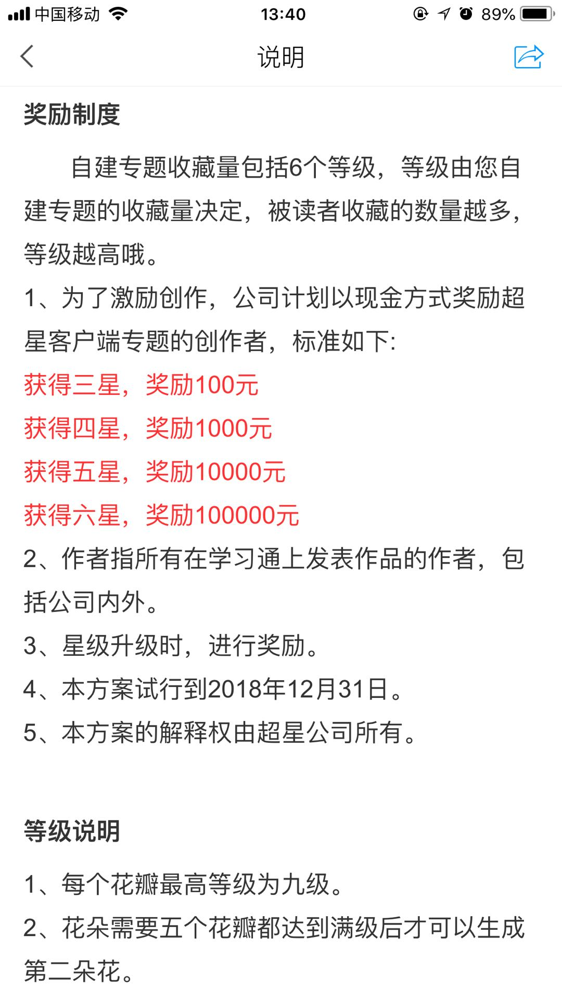 中国移动 13:40 89%
说明
奖励制度
自建专题收藏量包括6个等级，等级由您自
建专题的收藏量决定，被读者收藏的数量越多，
等级越高哦。
1、为了激励创作，公司计划以现金方式奖励超
星客户端专题的创作者，标准如下:
获得三星，奖励100元
获得四星，奖励1000元
获得五星，奖励10000元
获得六星，奖励100000元
2、作者指所有在学习通上发表作品的作者，包
括公司内外。
3、星级升级时，进行奖励。
4、本方案试行到2018年12月31日。
5、本方案的解释权由超星公司所有。
等级说明
1、每个花瓣最高等级为九级。
2、花朵需要五个花瓣都达到满级后才可以生成
第二朵花。